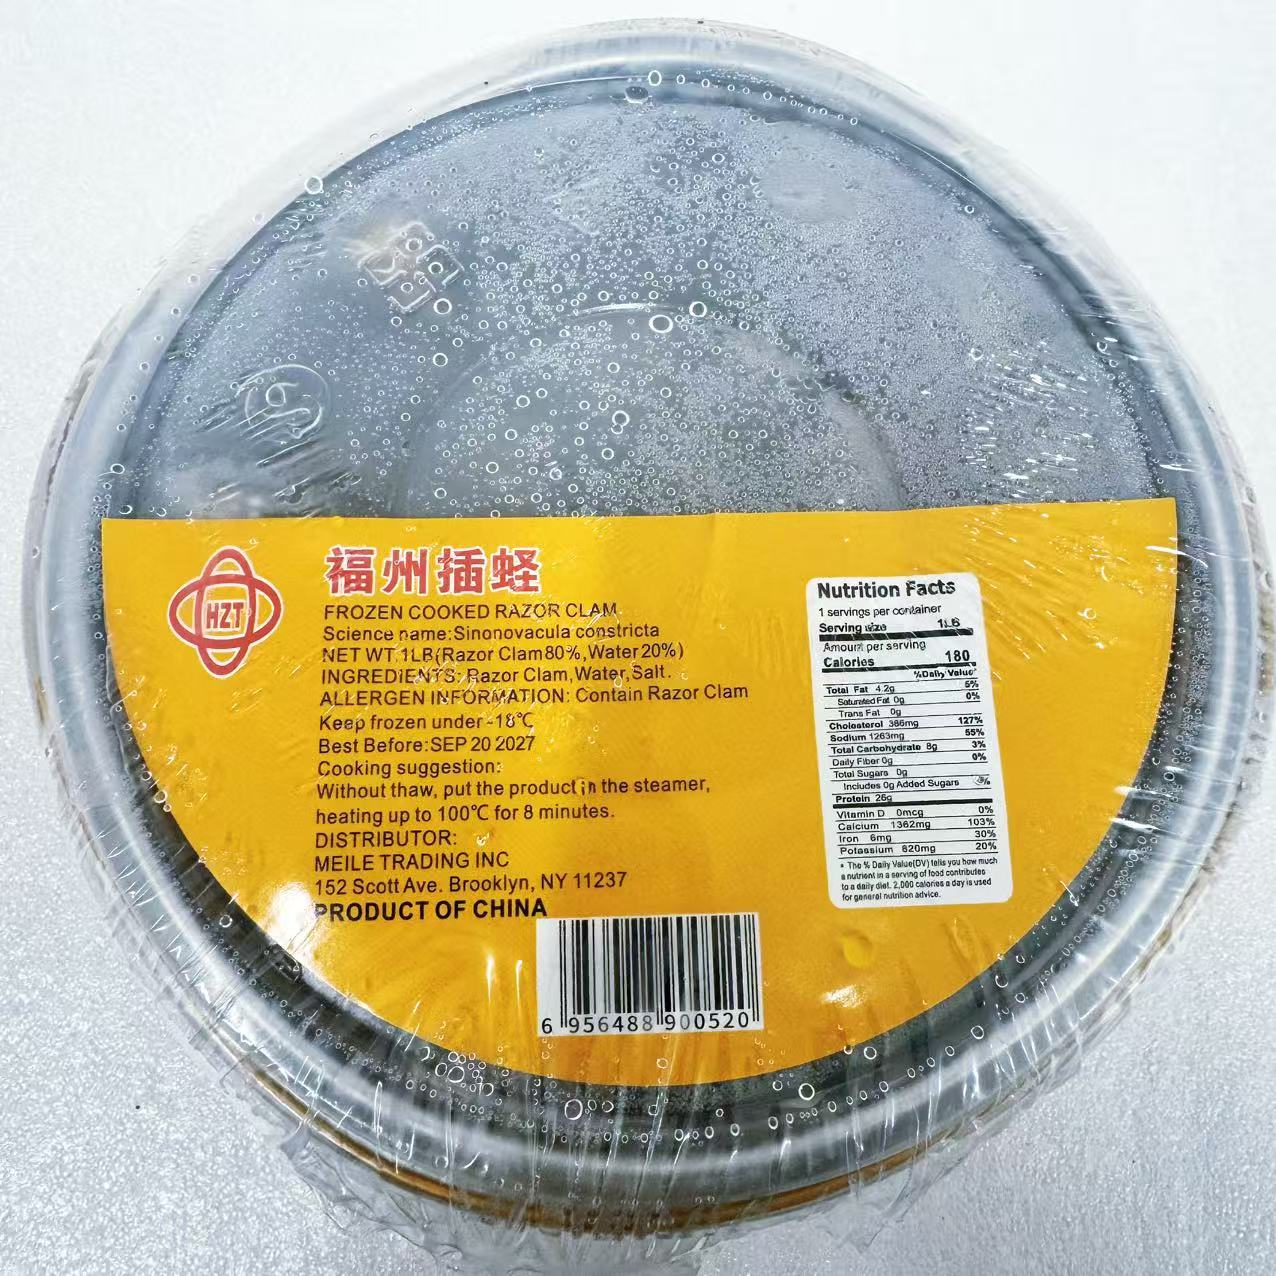 HZT
福州插蛏
FROZEN COOKED RAZOR CLAM
Science name:Sinonovacula constricta
NET WT.1LB(Razor Clam80%,Water20%)
INGREDIENTS: Razor Clam,Water,Salt.
ALLERGEN INFORMATION: Contain Razor Clam
Keep frozen under -18℃
Best Before:SEP 20 2027
Cooking suggestion:
Without thaw, put the product in the steamer,
heating up to 100℃ for 8 minutes.
DISTRIBUTOR:
MEILE TRADING INC
152 Scott Ave. Brooklyn, NY 11237
PRODUCT OF CHINA
6 956488 900520
Nutrition Facts
1 servings per container
Serving size 1LB
Amount per serving
Calories 180
%Daily Value*
Total Fat 4.2g 5%
Saturated Fat 0g 0%
Trans Fat 0g
Cholesterol 386mg 127%
Sodium 1263mg 55%
Total Carbohydrate 8g 3%
Daily Fiber 0g 0%
Total Sugars 0g
Includes 0g Added Sugars
Protein 26g
Vitamin D 0mcg 0%
Calcium 1362mg 103%
Iron 6mg 30%
Potassium 820mg 20%
* The % Daily Value(DV) tells you how much
a nutrient in a serving of food contributes
to a daily diet. 2,000 calories a day is used
for general nutrition advice.